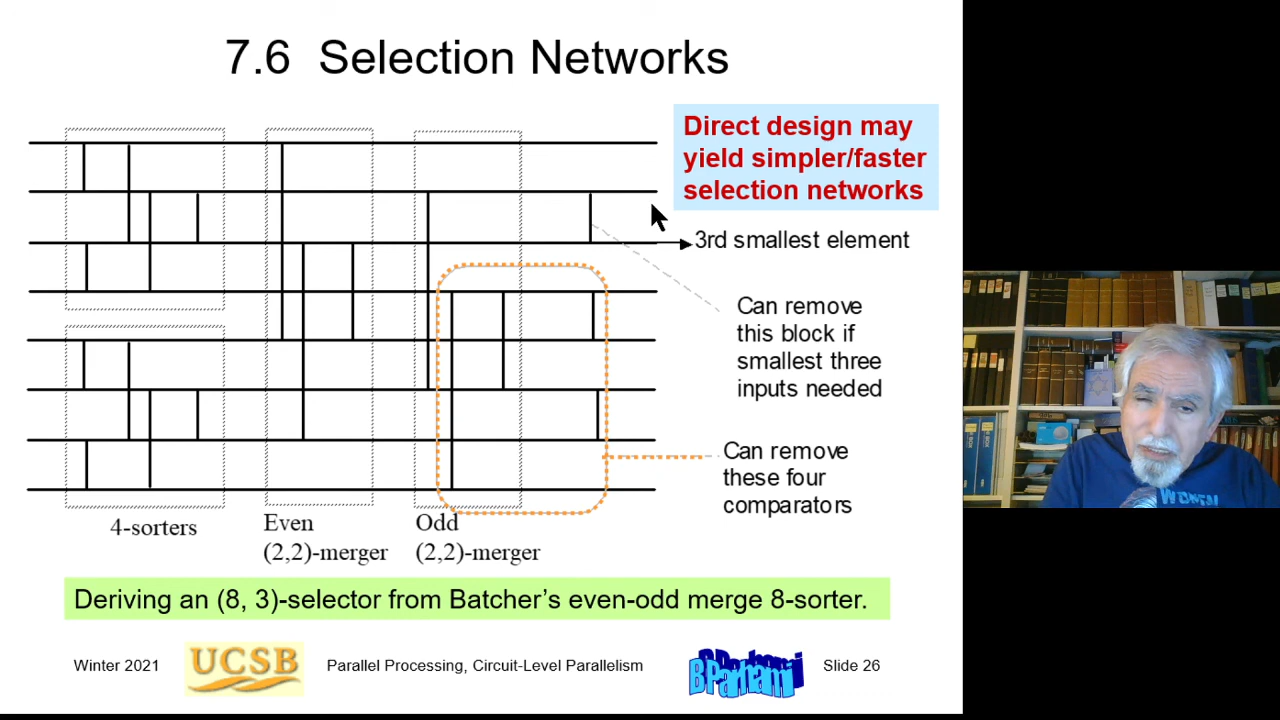 7.6 Selection Networks
Direct design may
yield simpler/faster
selection networks
3rd smallest element
Can remove
this block if
smallest three
inputs needed
Can remove
these four
comparators
4-sorters
Even
(2,2)-merger
Odd
(2,2)-merger
Deriving an (8, 3)-selector from Batcher's even-odd merge 8-sorter.
Winter 2021
UCSB
Parallel Processing, Circuit-Level Parallelism
B Parhami
Slide 26